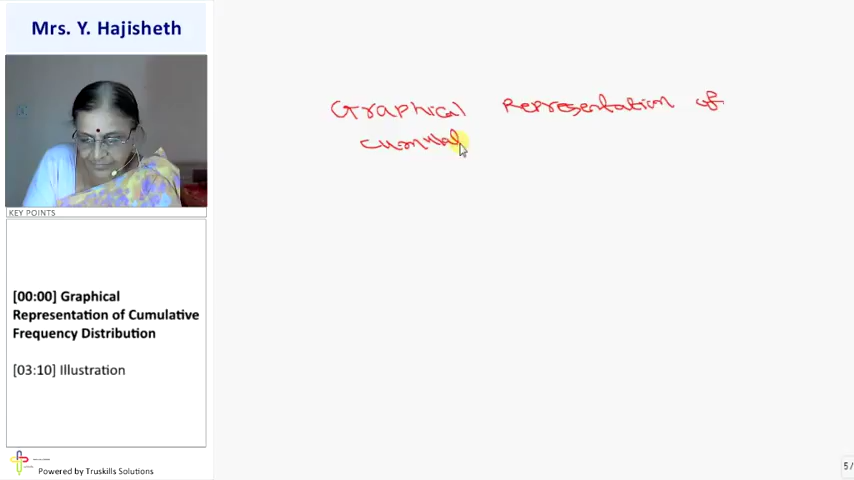 Mrs. Y. Hajisheth
Graphical Representation of
cumulat
KEY POINTS
[00:00] Graphical
Representation of Cumulative
Frequency Distribution
[03:10] Illustration
Powered by Truskills Solutions
5/